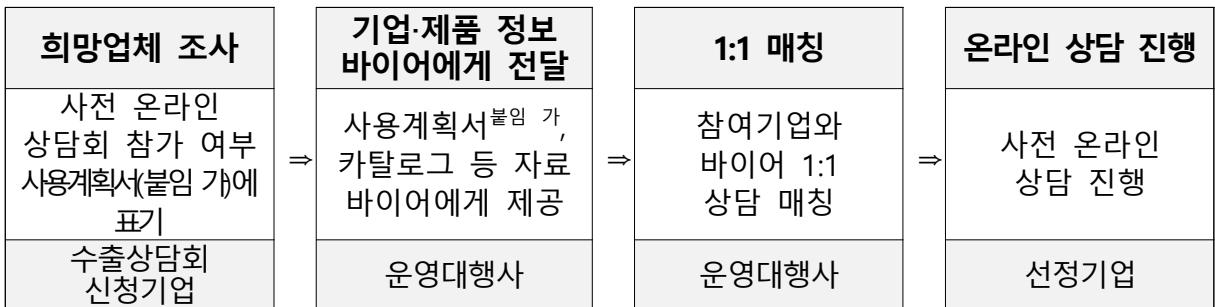 희망업체 조사
사전 온라인
상담회 참가 여부
사용계획서(붙임 가)에
표기
수출상담회
신청기업
⇒
기업·제품 정보
바이어에게 전달
사용계획서붙임 가,
카탈로그 등 자료
바이어에게 제공
운영대행사
⇒
1:1 매칭
참여기업와
바이어 1:1
상담 매칭
운영대행사
⇒
온라인 상담 진행
사전 온라인
상담 진행
선정기업